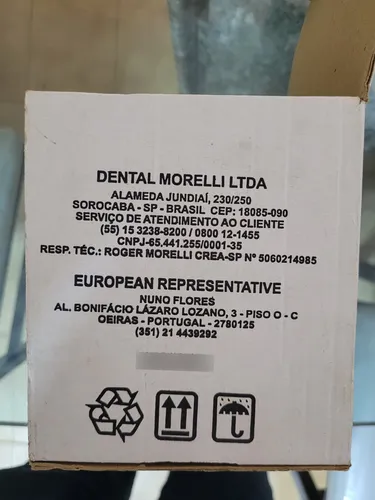 DENTAL MORELLI LTDA
ALAMEDA JUNDIAÍ, 230/250
SOROCABA - SP - BRASIL CEP: 18085-090
SERVIÇO DE ATENDIMENTO AO CLIENTE
(55) 15 3238-8200 / 0800 12-1455
CNPJ-65.441.255/0001-35
RESP. TÉC.: ROGER MORELLI CREA-SP Nº 5060214985
EUROPEAN REPRESENTATIVE
NUNO FLORES
AL. BONIFÁCIO LÁZARO LOZANO, 3 - PISO O - C
OEIRAS - PORTUGAL - 2780125
(351) 21 4439292